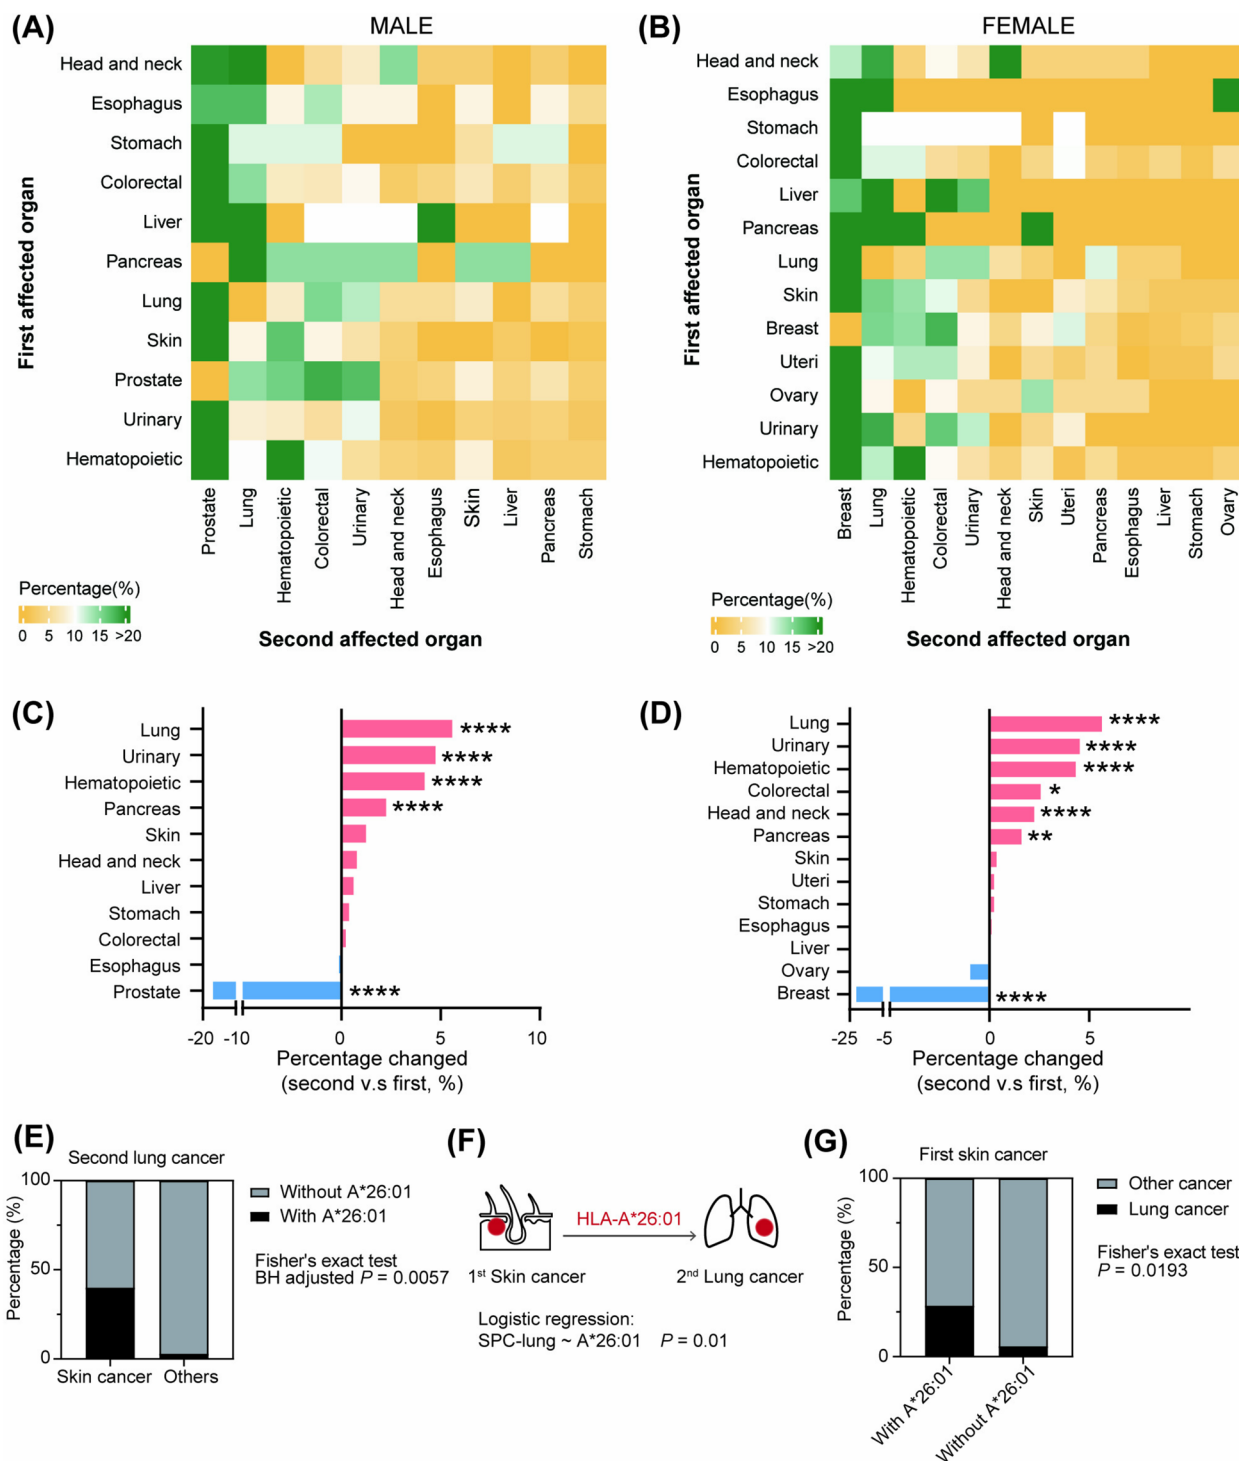 (A)
MALE
First affected organ
Head and neck
Esophagus
Stomach
Colorectal
Liver
Pancreas
Lung
Skin
Prostate
Urinary
Hematopoietic
Prostate
Lung
Hematopoietic
Colorectal
Urinary
Head and neck
Esophagus
Skin
Liver
Pancreas
Stomach
Percentage(%)
0 5 10 15 >20
Second affected organ
(B)
FEMALE
First affected organ
Head and neck
Esophagus
Stomach
Colorectal
Liver
Pancreas
Lung
Skin
Breast
Uteri
Ovary
Urinary
Hematopoietic
Breast
Lung
Hematopoietic
Colorectal
Urinary
Head and neck
Skin
Uteri
Pancreas
Esophagus
Liver
Stomach
Ovary
Percentage(%)
0 5 10 15 >20
Second affected organ
(C)
Lung ****
Urinary ****
Hematopoietic ****
Pancreas ****
Skin
Head and neck
Liver
Stomach
Colorectal
Esophagus
Prostate ****
-20 -10 0 5 10
Percentage changed
(second v.s first, %)
(D)
Lung ****
Urinary ****
Hematopoietic ****
Colorectal *
Head and neck ****
Pancreas **
Skin
Uteri
Stomach
Esophagus
Liver
Ovary
Breast ****
-25 -5 0 5
Percentage changed
(second v.s first, %)
(E)
Second lung cancer
Percentage (%)
100
50
0
Skin cancer Others
Without A*26:01
With A*26:01
Fisher's exact test
BH adjusted P = 0.0057
(F)
HLA-A*26:01
1st Skin cancer 2nd Lung cancer
Logistic regression:
SPC-lung ~ A*26:01 P = 0.01
(G)
First skin cancer
Percentage (%)
100
50
0
With A*26:01
Without A*26:01
Other cancer
Lung cancer
Fisher's exact test
P = 0.0193